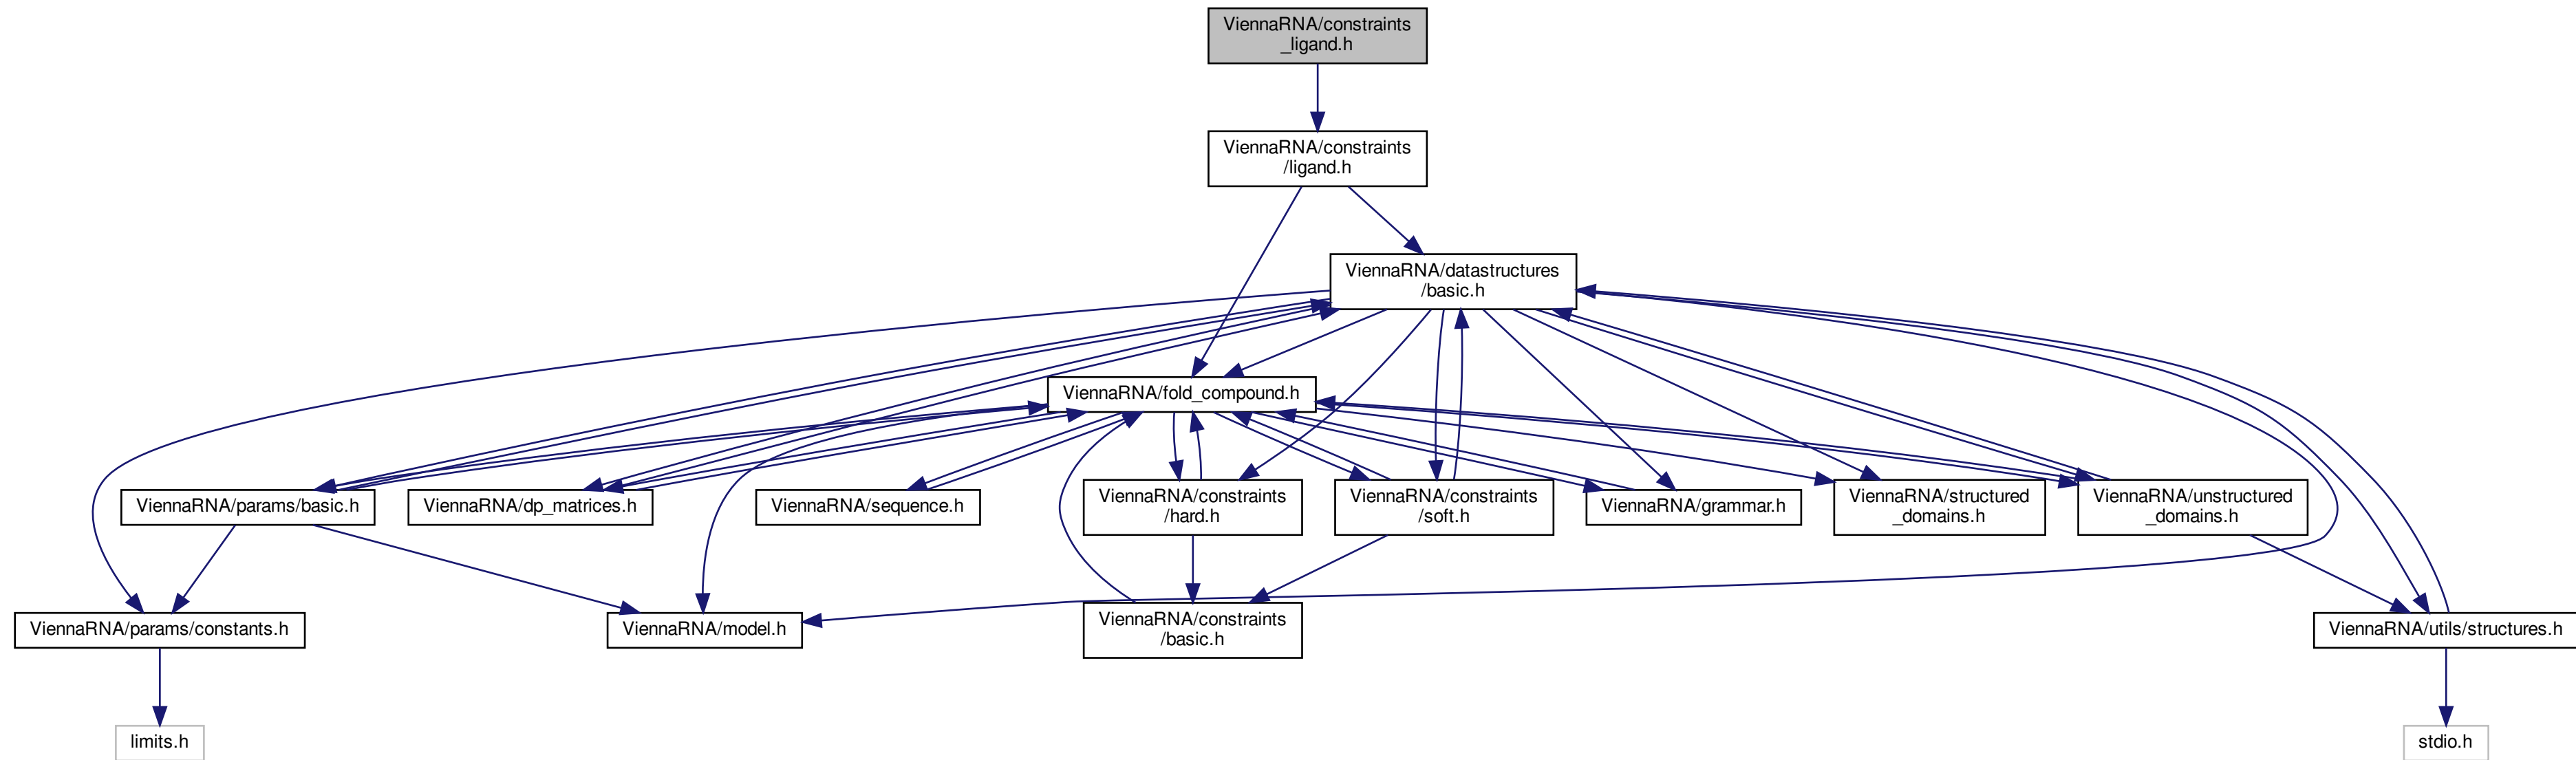 ViennaRNA/constraints
_ligand.h
ViennaRNA/constraints
/ligand.h
ViennaRNA/datastructures
/basic.h
ViennaRNA/fold_compound.h
ViennaRNA/params/basic.h
ViennaRNA/dp_matrices.h
ViennaRNA/sequence.h
ViennaRNA/constraints
/hard.h
ViennaRNA/constraints
/soft.h
ViennaRNA/grammar.h
ViennaRNA/structured
_domains.h
ViennaRNA/unstructured
_domains.h
ViennaRNA/params/constants.h
ViennaRNA/model.h
ViennaRNA/constraints
/basic.h
ViennaRNA/utils/structures.h
limits.h
stdio.h